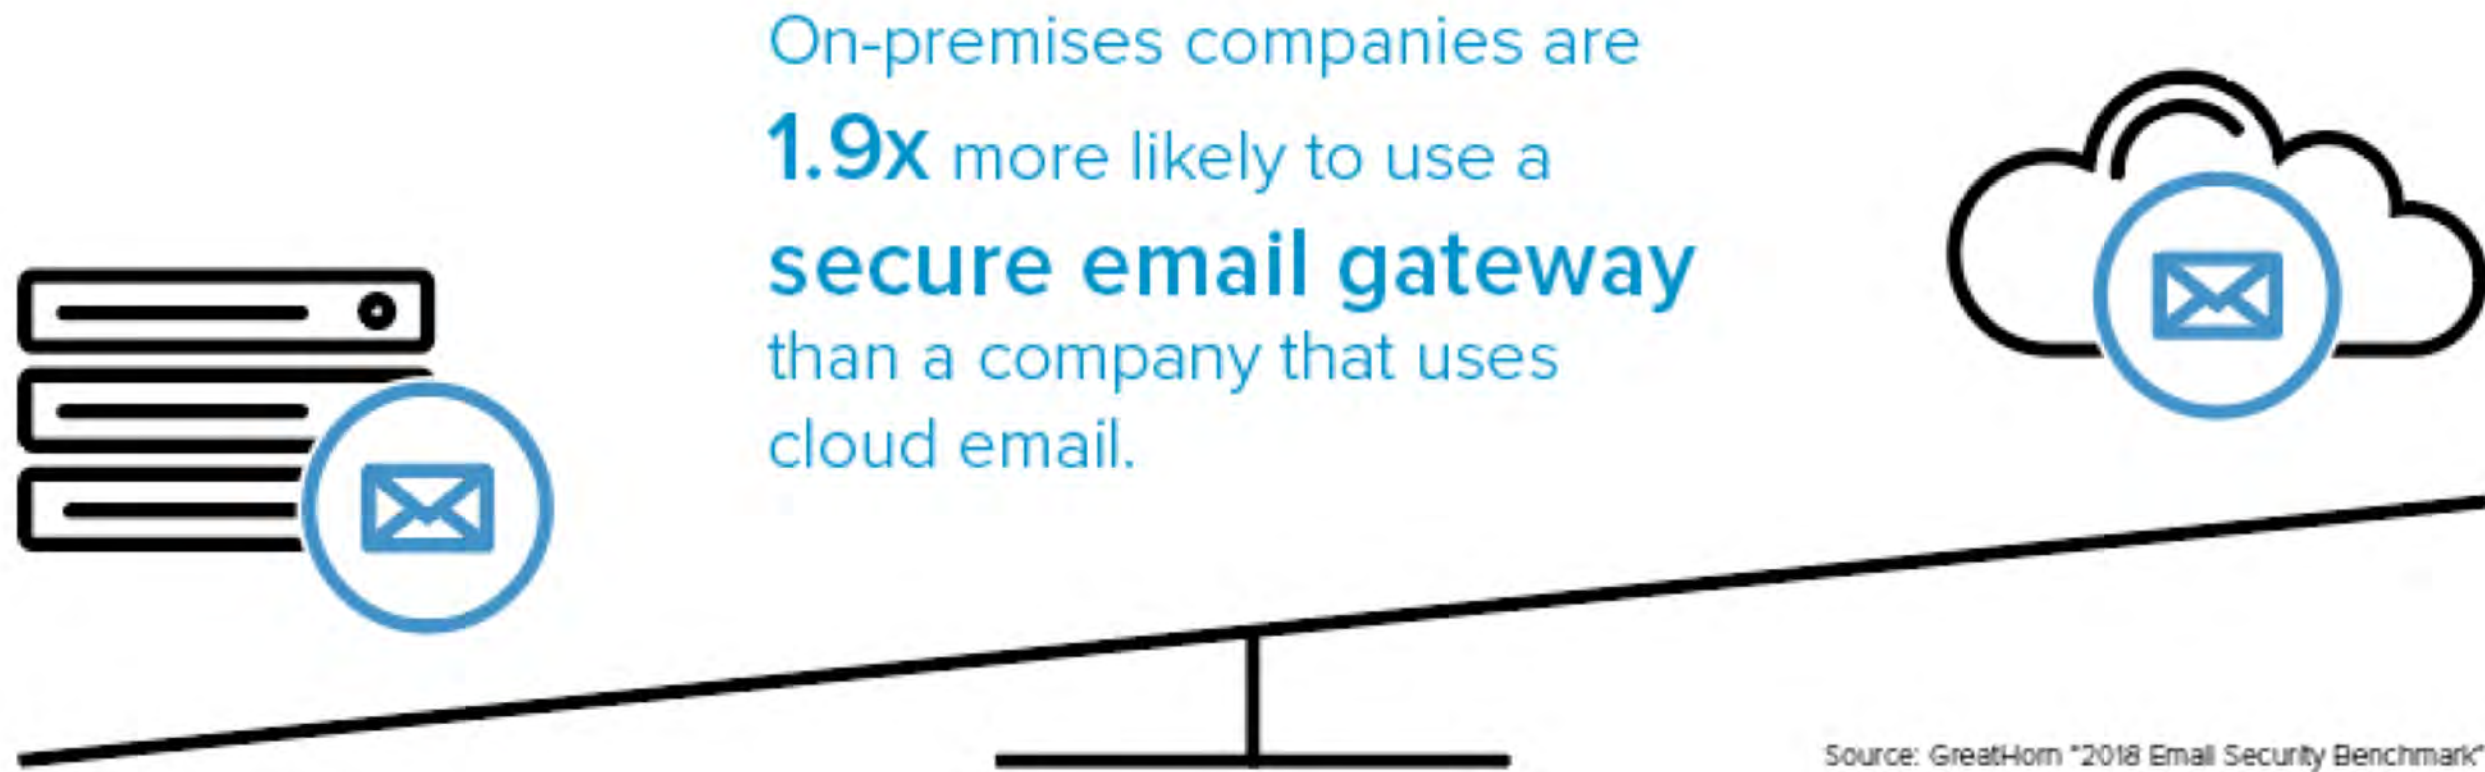 On-premises companies are
1.9x more likely to use a
secure email gateway
than a company that uses
cloud email.
Source: GreatHorn "2018 Email Security Benchmark"